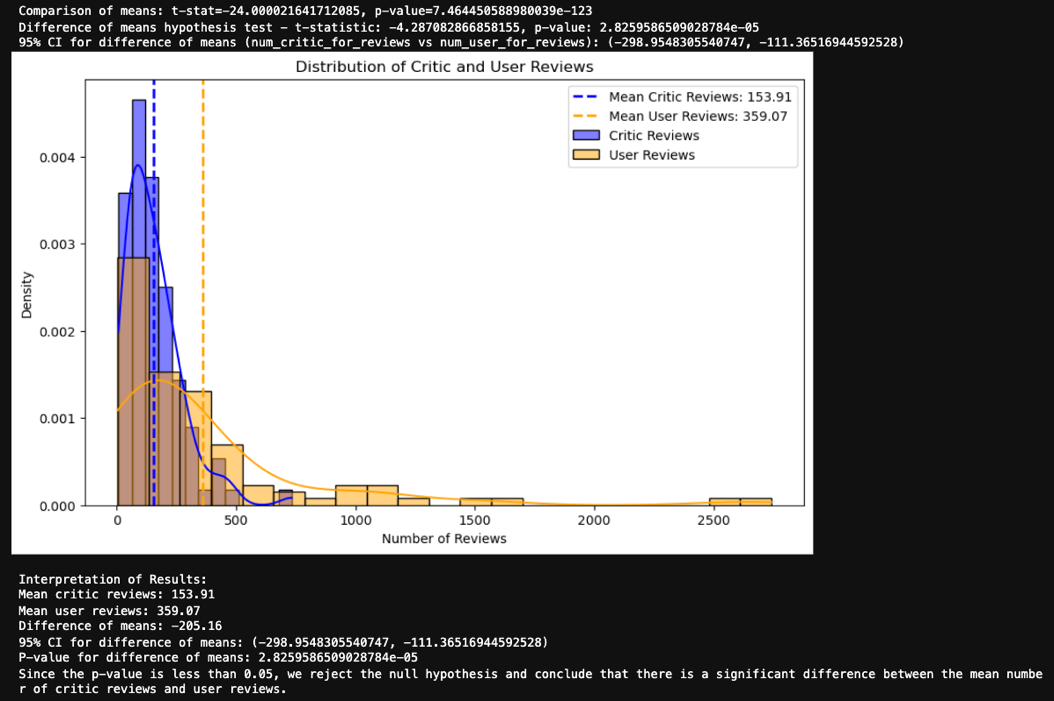 Comparison of means: t-stat=-24.000021641712085, p-value=7.464450588980039e-123
Difference of means hypothesis test - t-statistic: -4.287082866858155, p-value: 2.8259586509028784e-05
95% CI for difference of means (num_critic_for_reviews vs num_user_for_reviews): (-298.9548305540747, -111.36516944592528)
Distribution of Critic and User Reviews
Mean Critic Reviews: 153.91
Mean User Reviews: 359.07
Critic Reviews
User Reviews
Density
0.004
0.003
0.002
0.001
0.000
0
500
1000
1500
2000
2500
Number of Reviews
Interpretation of Results:
Mean critic reviews: 153.91
Mean user reviews: 359.07
Difference of means: -205.16
95% CI for difference of means: (-298.9548305540747, -111.36516944592528)
P-value for difference of means: 2.8259586509028784e-05
Since the p-value is less than 0.05, we reject the null hypothesis and conclude that there is a significant difference between the mean numbe
r of critic reviews and user reviews.